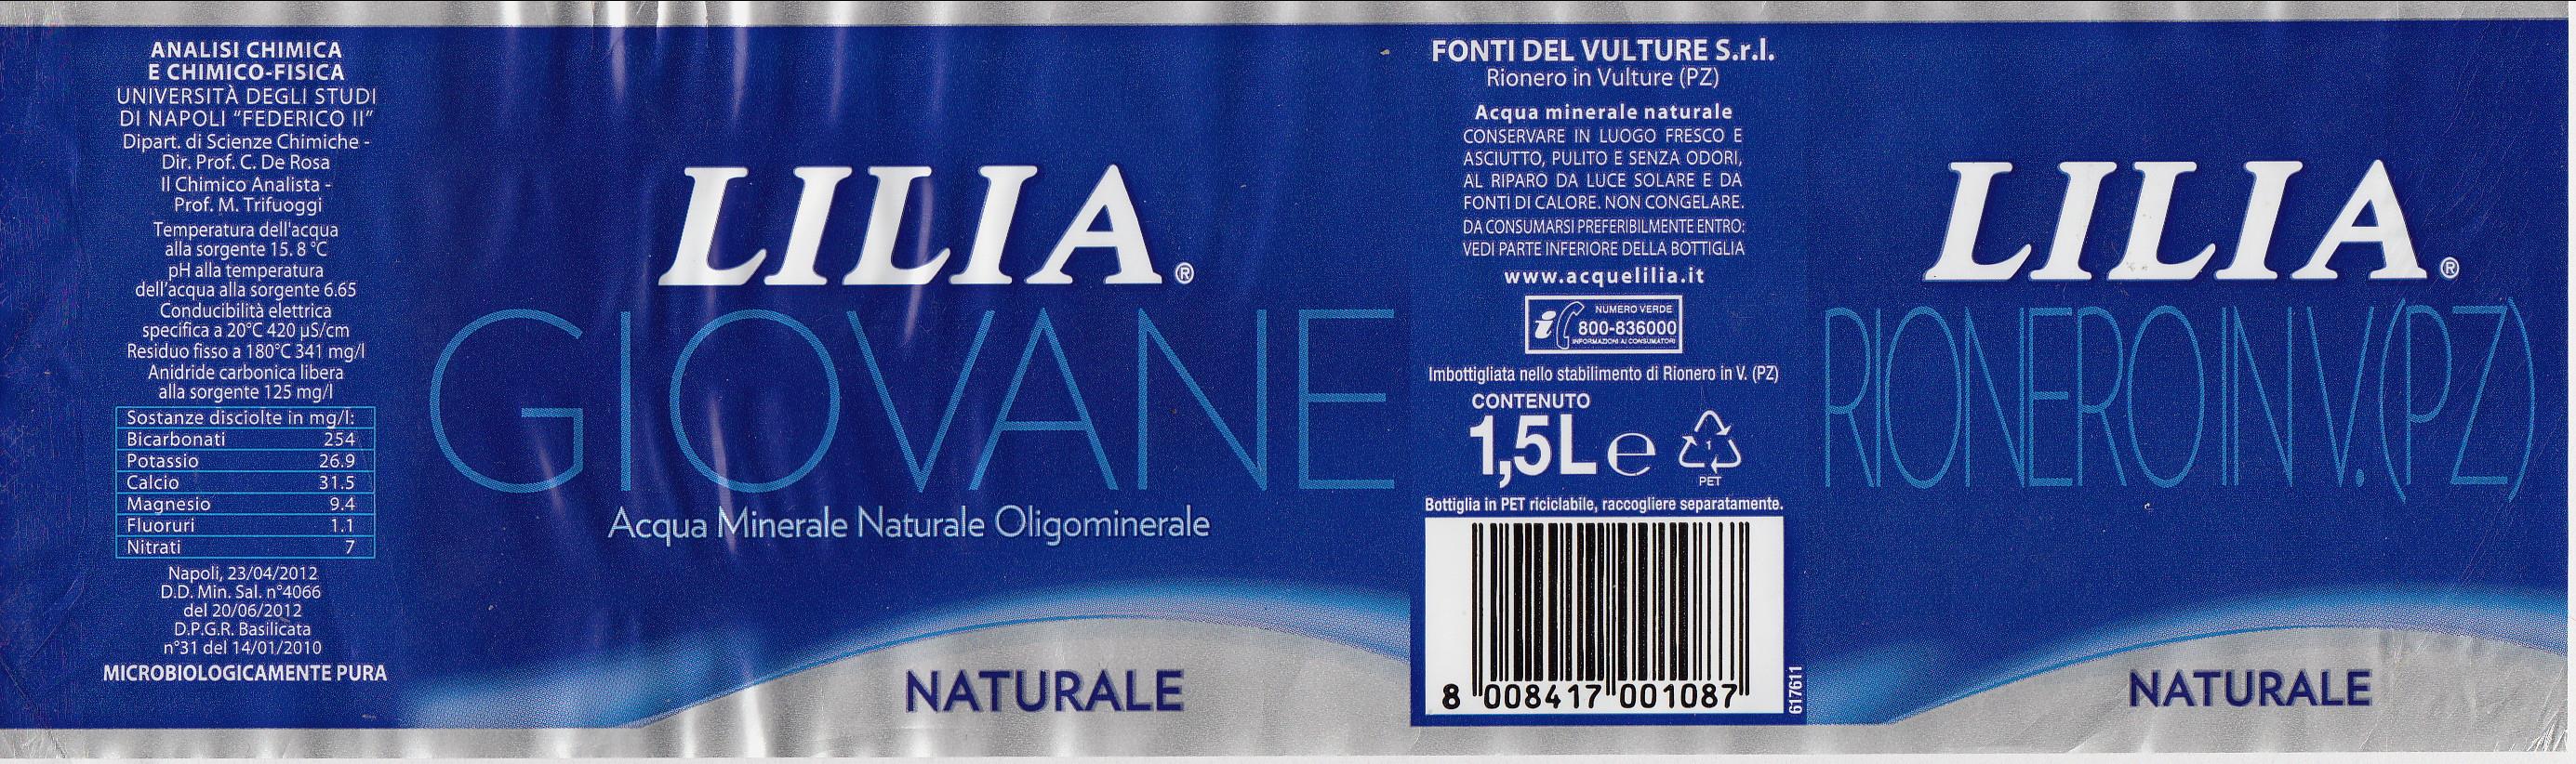 ANALISI CHIMICA
E CHIMICO-FISICA
UNIVERSITÀ DEGLI STUDI
DI NAPOLI "FEDERICO II"
Dipart. di Scienze Chimiche -
Dir. Prof. C. De Rosa
Il Chimico Analista -
Prof. M. Trifuoggi
Temperatura dell'acqua
alla sorgente 15.8 °C
pH alla temperatura
dell'acqua alla sorgente 6.65
Conducibilità elettrica
specifica a 20°C 420 µS/cm
Residuo fisso a 180°C 341 mg/l
Anidride carbonica libera
alla sorgente 125 mg/l
Sostanze disciolte in mg/l:
Bicarbonati 254
Potassio 26.9
Calcio 31.5
Magnesio 9.4
Fluoruri 1.1
Nitrati 7
Napoli, 23/04/2012
D.D. Min. Sal. n°4066
del 20/06/2012
D.P.G.R. Basilicata
n°31 del 14/01/2010
MICROBIOLOGICAMENTE PURA
LILIA®
GIOVANE
Acqua Minerale Naturale Oligominerale
NATURALE
FONTI DEL VULTURE S.r.l.
Rionero in Vulture (PZ)
Acqua minerale naturale
CONSERVARE IN LUOGO FRESCO E
ASCIUTTO, PULITO E SENZA ODORI,
AL RIPARO DA LUCE SOLARE E DA
FONTI DI CALORE. NON CONGELARE.
DA CONSUMARSI PREFERIBILMENTE ENTRO:
VEDI PARTE INFERIORE DELLA BOTTIGLIA
www.acquelilia.it
i NUMERO VERDE
800-836000
INFORMAZIONI AI CONSUMATORI
Imbottigliata nello stabilimento di Rionero in V. (PZ)
CONTENUTO
1,5L e
1
PET
Bottiglia in PET riciclabile, raccogliere separatamente.
8 008417 001087
617611
LILIA®
RIONERO IN V. (PZ)
NATURALE